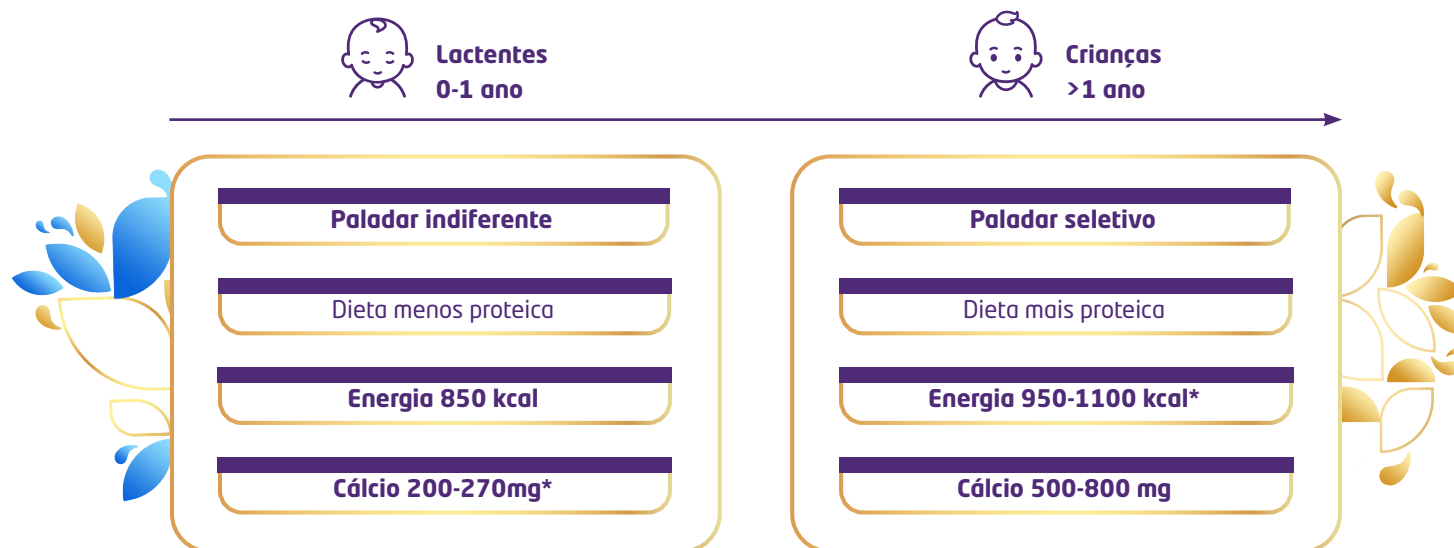 Lactentes
0-1 ano
Crianças
>1 ano
Paladar indiferente
Dieta menos proteica
Energia 850 kcal
Cálcio 200-270mg*
Paladar seletivo
Dieta mais proteica
Energia 950-1100 kcal*
Cálcio 500-800 mg